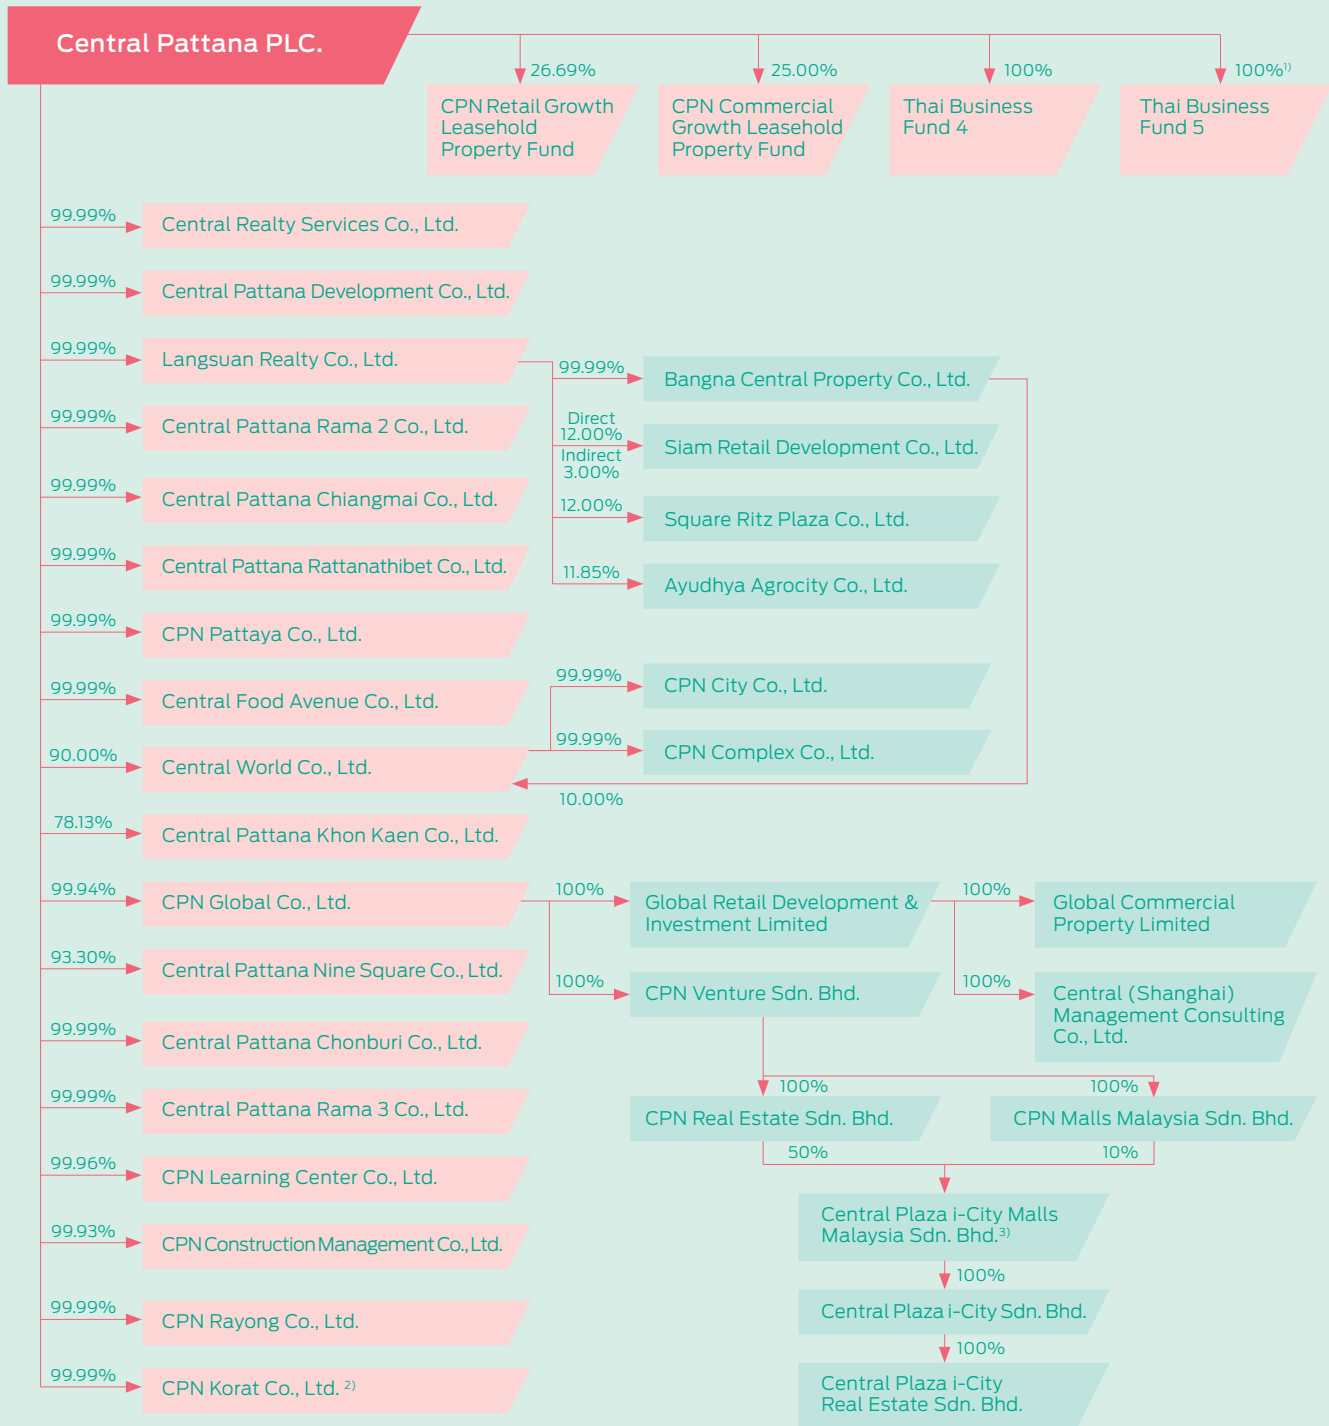 Central Pattana PLC.
26.69%
25.00%
100%
100%1)
CPN Retail Growth
Leasehold
Property Fund
CPN Commercial
Growth Leasehold
Property Fund
Thai Business
Fund 4
Thai Business
Fund 5
99.99%
Central Realty Services Co., Ltd.
99.99%
Central Pattana Development Co., Ltd.
99.99%
Langsuan Realty Co., Ltd.
99.99%
Bangna Central Property Co., Ltd.
99.99%
Central Pattana Rama 2 Co., Ltd.
Direct
12.00%
Indirect
3.00%
Siam Retail Development Co., Ltd.
99.99%
Central Pattana Chiangmai Co., Ltd.
12.00%
Square Ritz Plaza Co., Ltd.
99.99%
Central Pattana Rattanathibet Co., Ltd.
11.85%
Ayudhya Agrocity Co., Ltd.
99.99%
CPN Pattaya Co., Ltd.
99.99%
Central Food Avenue Co., Ltd.
99.99%
CPN City Co., Ltd.
90.00%
Central World Co., Ltd.
99.99%
CPN Complex Co., Ltd.
10.00%
78.13%
Central Pattana Khon Kaen Co., Ltd.
99.94%
CPN Global Co., Ltd.
100%
Global Retail Development &
Investment Limited
100%
Global Commercial
Property Limited
93.30%
Central Pattana Nine Square Co., Ltd.
100%
CPN Venture Sdn. Bhd.
100%
Central (Shanghai)
Management Consulting
Co., Ltd.
99.99%
Central Pattana Chonburi Co., Ltd.
99.99%
Central Pattana Rama 3 Co., Ltd.
100%
CPN Real Estate Sdn. Bhd.
50%
100%
CPN Malls Malaysia Sdn. Bhd.
10%
99.96%
CPN Learning Center Co., Ltd.
99.93%
CPN Construction Management Co., Ltd.
Central Plaza i-City Malls
Malaysia Sdn. Bhd.3)
100%
99.99%
CPN Rayong Co., Ltd.
Central Plaza i-City Sdn. Bhd.
100%
99.99%
CPN Korat Co., Ltd. 2)
Central Plaza i-City
Real Estate Sdn. Bhd.